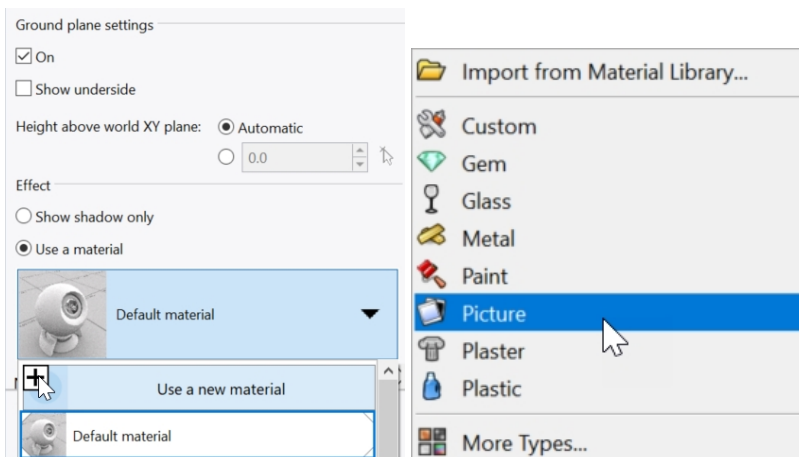 Ground plane settings
On
Show underside
Height above world XY plane:
Automatic
0.0
Effect
Show shadow only
Use a material
Default material
Use a new material
Default material
Import from Material Library...
Custom
Gem
Glass
Metal
Paint
Picture
Plaster
Plastic
More Types...